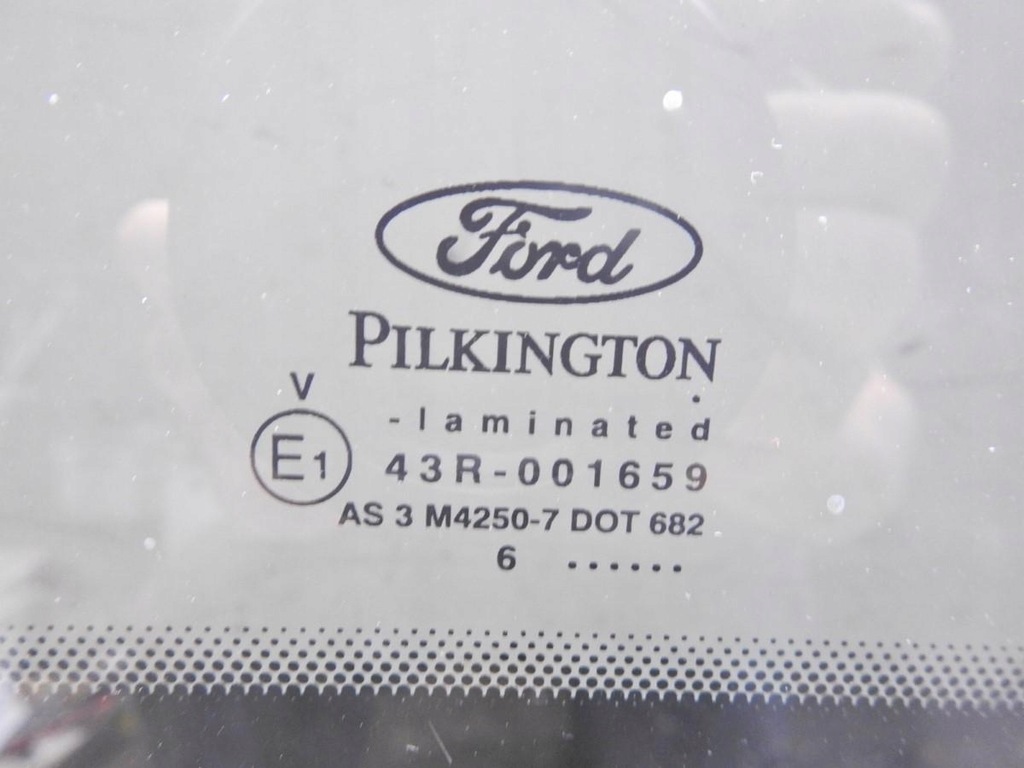 Ford
PILKINGTON
V
-laminated
E1 43R-001659
AS 3 M4250-7 DOT 682
6 ......